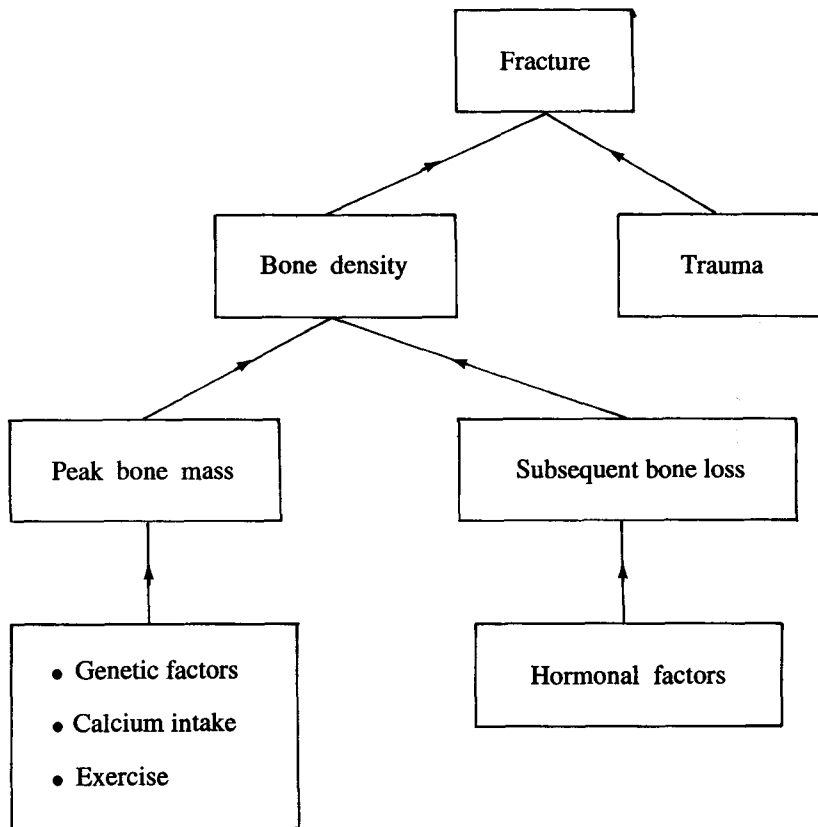 Fracture
Bone density
Trauma
Peak bone mass
Subsequent bone loss
• Genetic factors
• Calcium intake
• Exercise
Hormonal factors